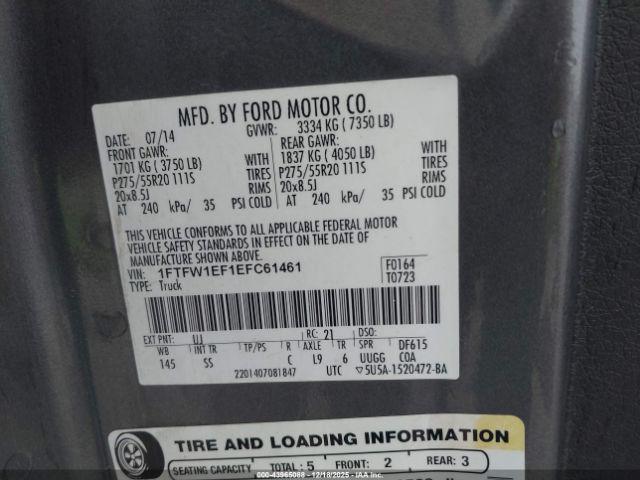 MFD. BY FORD MOTOR CO.
DATE: 07/14 GVWR: 3334 KG ( 7350 LB)
FRONT GAWR: REAR GAWR:
1701 KG ( 3750 LB) WITH 1837 KG ( 4050 LB) WITH
P275/55R20 111S TIRES P275/55R20 111S TIRES
20x8.5J RIMS 20x8.5J RIMS
AT 240 kPa/ 35 PSI COLD AT 240 kPa/ 35 PSI COLD
THIS VEHICLE CONFORMS TO ALL APPLICABLE FEDERAL MOTOR
VEHICLE SAFETY STANDARDS IN EFFECT ON THE DATE OF
MANUFACTURE SHOWN ABOVE.
VIN: 1FTFW1EF1EFC61461 F0164
TYPE: Truck T0723
EXT PNT: UJ RC: 21 DSO:
WB INT TR TP/PS R AXLE TR SPR DF615
145 SS C L9 6 UUGG COA
2201407081847 UTC ▽5U5A-1520472-BA
TIRE AND LOADING INFORMATION
SEATING CAPACITY TOTAL: 5 FRONT: 2 REAR: 3
© IAA - 43965088 - 12/18/2025 - IAA Holdings, LLC